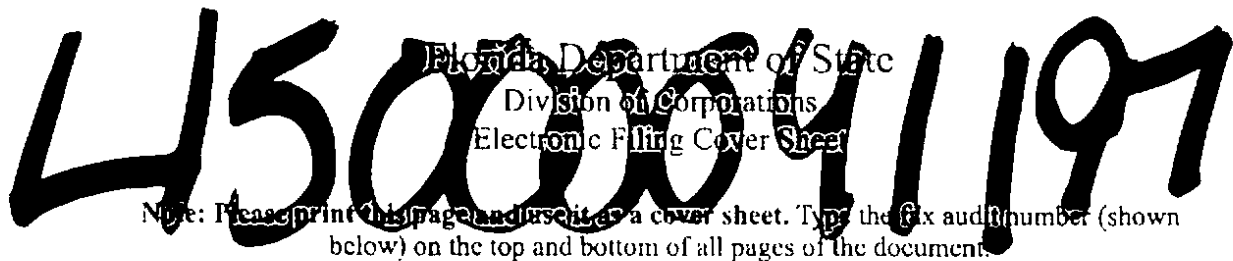 L15000041197
Florida Department of State
Division of Corporations
Electronic Filing Cover Sheet
Note: Please print this page and use it as a cover sheet. Type the fax audit number (shown
below) on the top and bottom of all pages of the document.